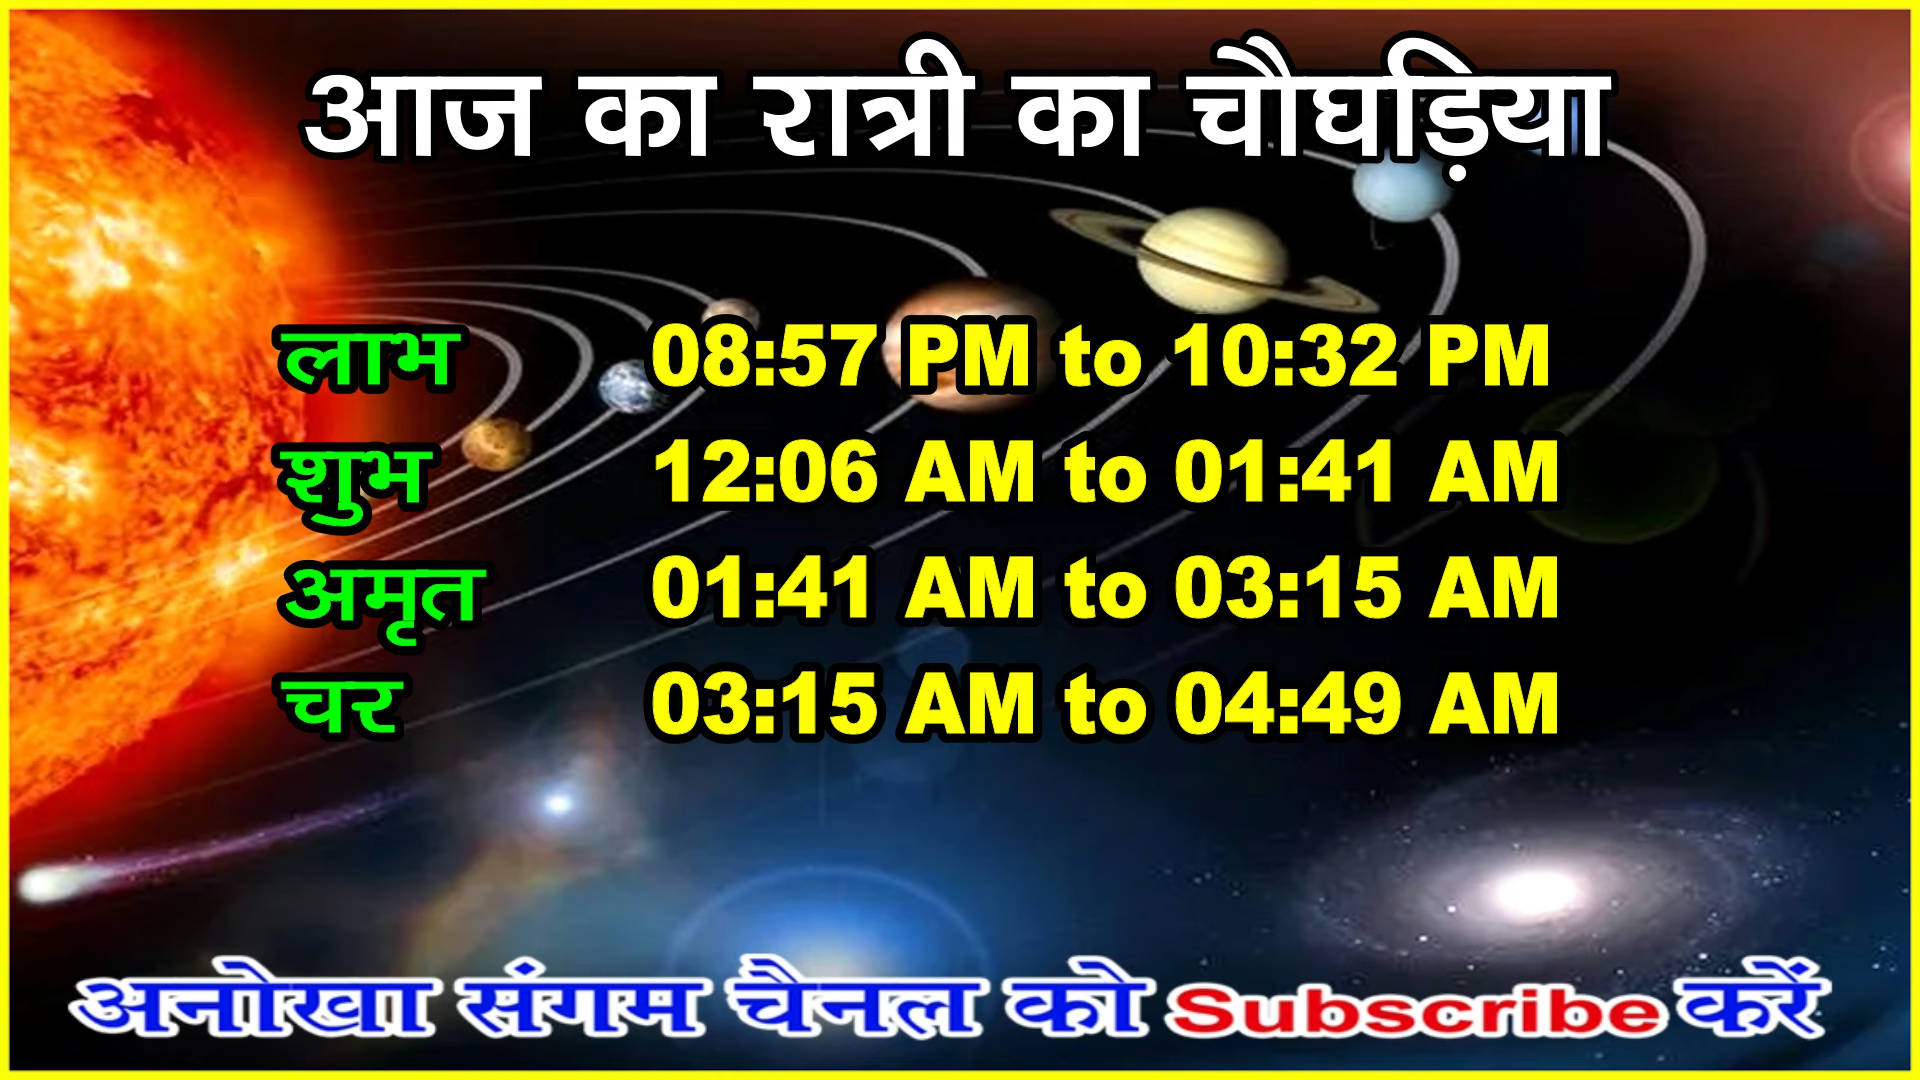 आज का रात्री का चौघड़िया
लाभ 08:57 PM to 10:32 PM
शुभ 12:06 AM to 01:41 AM
अमृत 01:41 AM to 03:15 AM
चर 03:15 AM to 04:49 AM
अनोखा संगम चैनल को Subscribe करें